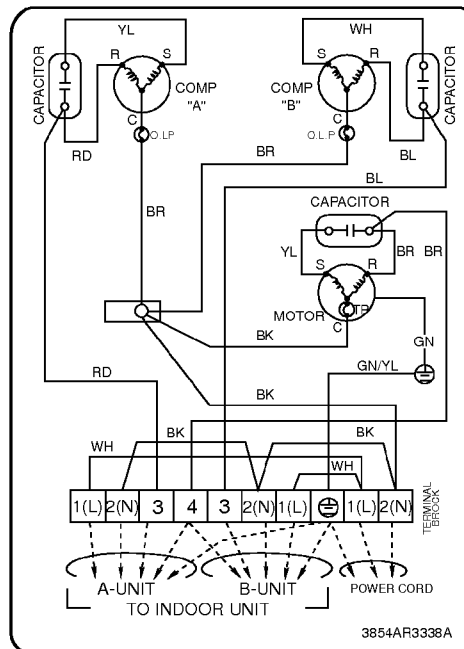 YL
WH
R
S
S
R
CAPACITOR
COMP
"A"
COMP
"B"
CAPACITOR
C
O.LP
C
O.L.P
RD
BR
BL
BR
BL
CAPACITOR
YL
BR
BR
S
R
MOTOR
TP
C
BK
GN
RD
BK
GN/YL
WH
BK
BK
WH
1(L) 2(N) 3 4 3 2(N) 1(L) 1(L) 2(N)
TERMINAL
BROCK
A-UNIT
B-UNIT
POWER CORD
TO INDOOR UNIT
3854AR3338A